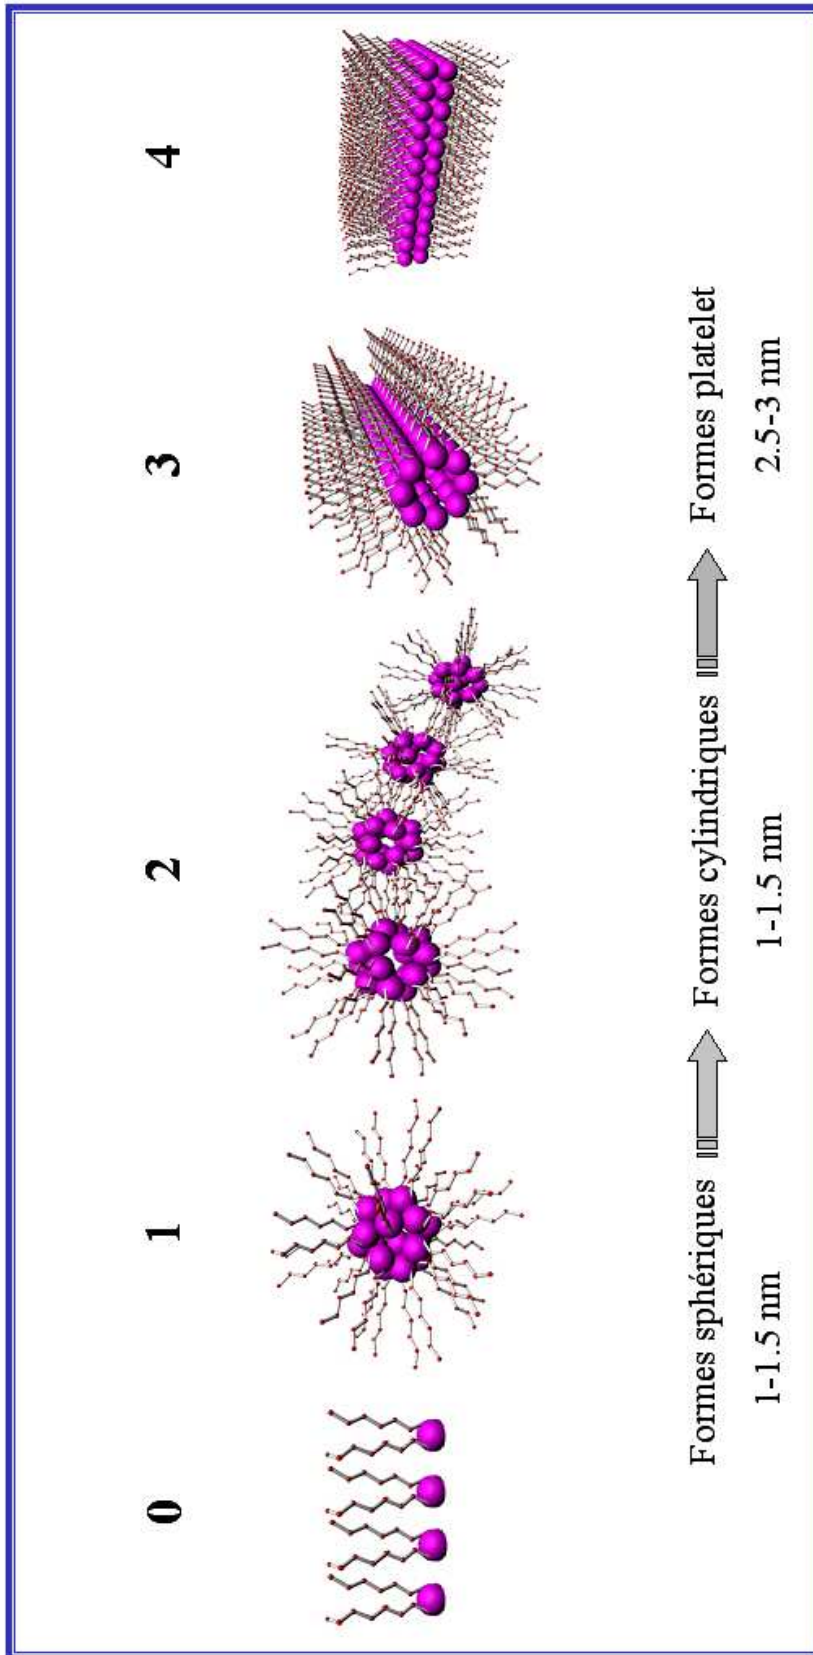 0 1 2 3 4
Formes sphériques Formes cylindriques Formes platelet
1-1.5 nm 1-1.5 nm 2.5-3 nm